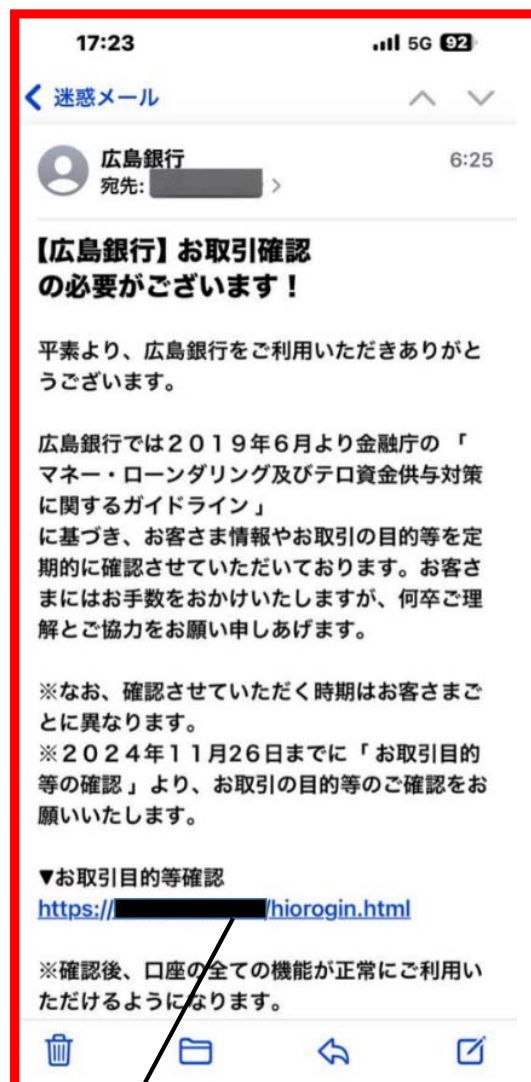 17:23
5G 92
迷惑メール
広島銀行
6:25
宛先:
【広島銀行】お取引確認
の必要がございます！
平素より、広島銀行をご利用いただきありがと
うございます。
広島銀行では２０１９年６月より金融庁の 「
マネー・ローンダリング及びテロ資金供与対策
に関するガイドライン 」
に基づき、お客さま情報やお取引の目的等を定
期的に確認させていただいております。お客さ
まにはお手数をおかけいたしますが、何卒ご理
解とご協力をお願い申しあげます。
※なお、確認させていただく時期はお客さまご
とに異なります。
※２０２４年１１月26日までに「 お取引目的
等の確認 」より、お取引の目的等のご確認をお
願いいたします。
▼お取引目的等確認
https:// /hiorogin.html
※確認後、口座の全ての機能が正常にご利用い
ただけるようになります。